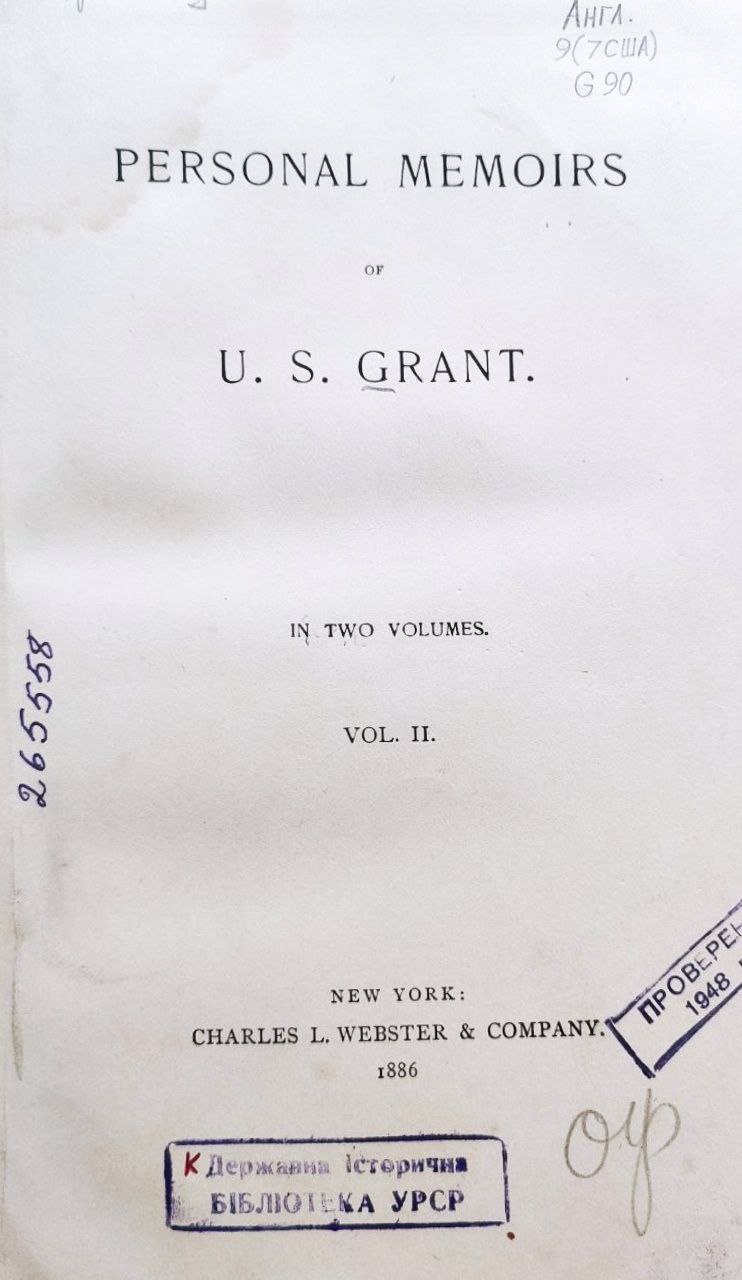 Англ.
9(7США)
G 90
PERSONAL MEMOIRS
OF
U. S. GRANT.
IN TWO VOLUMES.
VOL. II.
265558
NEW YORK:
CHARLES L. WEBSTER & COMPANY.
1886
ПРОВЕРЕН
1948
К Державна Історична
БІБЛІОТЕКА УРСР